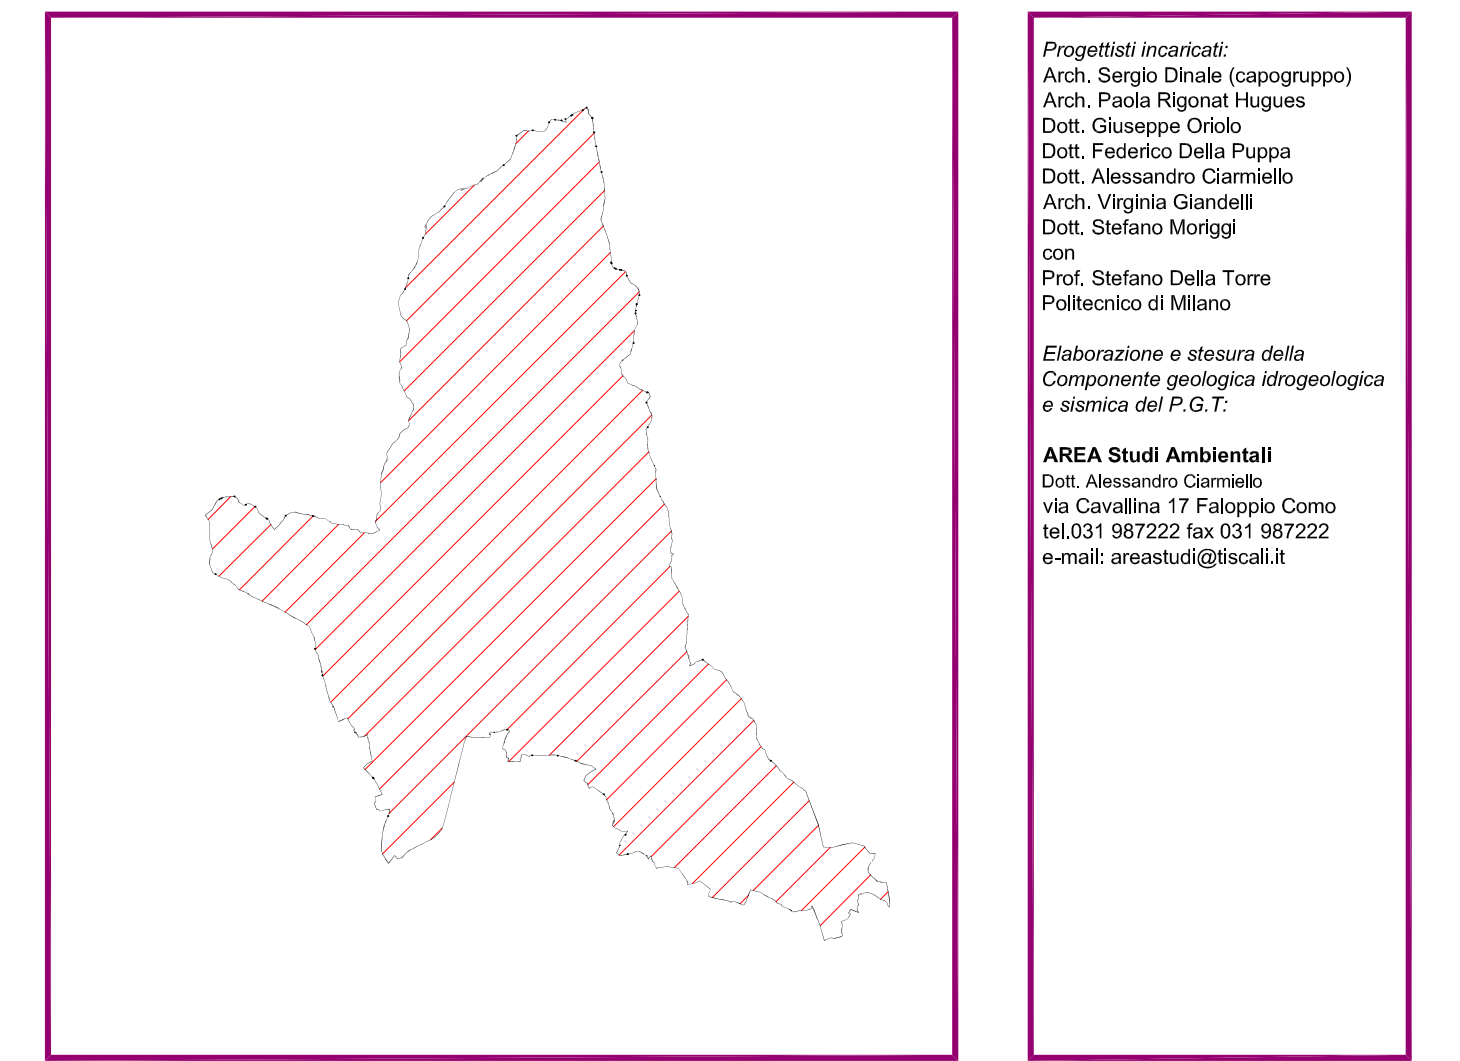 Progettisti incaricati:
Arch. Sergio Dinale (capogruppo)
Arch. Paola Rigonat Hugues
Dott. Giuseppe Oriolo
Dott. Federico Della Puppa
Dott. Alessandro Ciarmiello
Arch. Virginia Giandelli
Dott. Stefano Moriggi
con
Prof. Stefano Della Torre
Politecnico di Milano
Elaborazione e stesura della
Componente geologica idrogeologica
e sismica del P.G.T:
AREA Studi Ambientali
Dott. Alessandro Ciarmiello
via Cavallina 17 Faloppio Como
tel.031 987222 fax 031 987222
e-mail: areastudi@tiscali.it